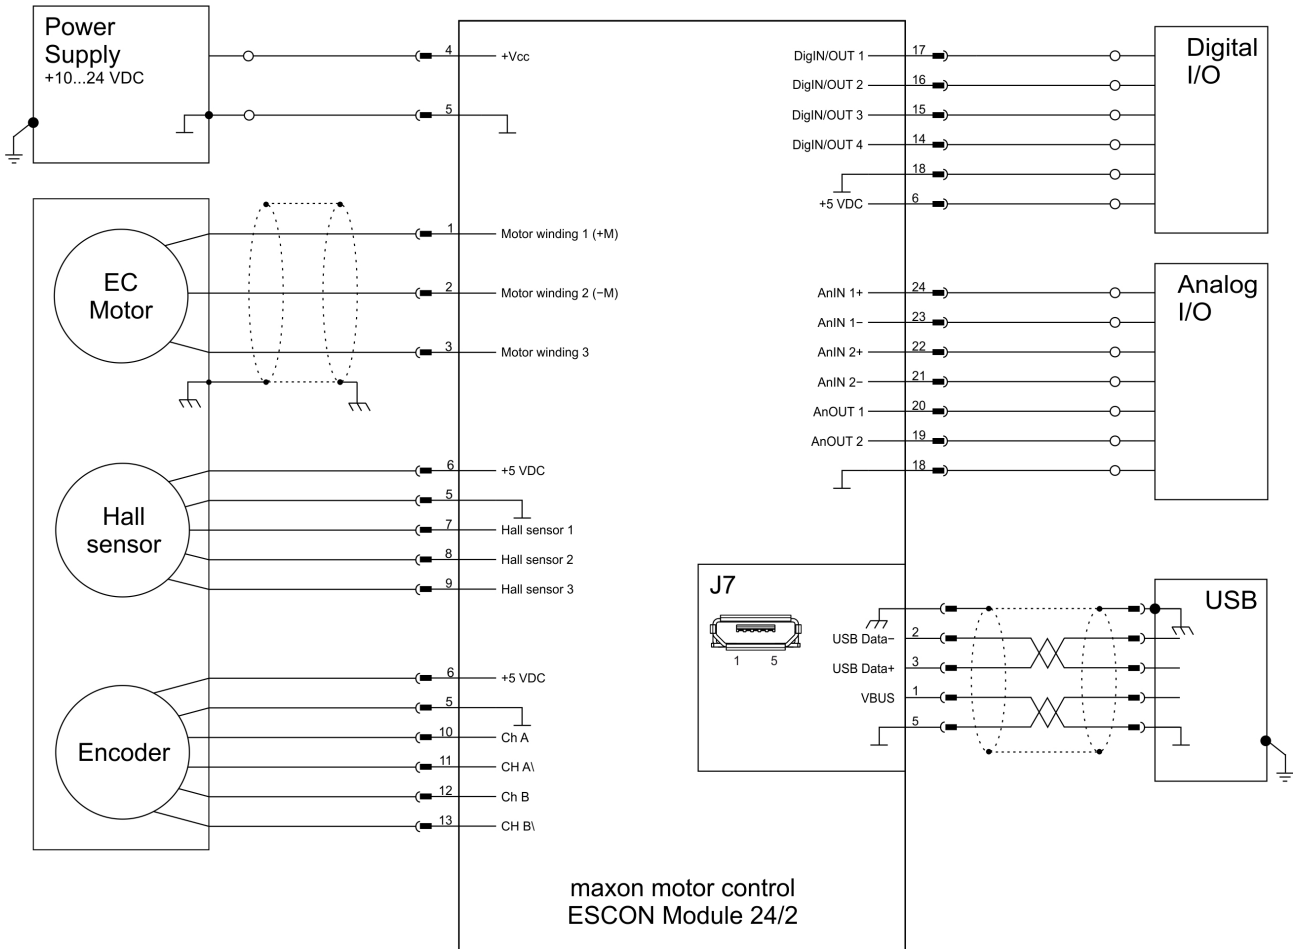 Power
Supply
+10...24 VDC
4
+Vcc
5
EC
Motor
1
Motor winding 1 (+M)
2
Motor winding 2 (−M)
3
Motor winding 3
Hall
sensor
6
+5 VDC
5
7
Hall sensor 1
8
Hall sensor 2
9
Hall sensor 3
Encoder
6
+5 VDC
5
10
Ch A
11
CH A\
12
Ch B
13
CH B\
DigIN/OUT 1
17
DigIN/OUT 2
16
DigIN/OUT 3
15
DigIN/OUT 4
14
18
+5 VDC
6
Digital
I/O
AnIN 1+
24
AnIN 1−
23
AnIN 2+
22
AnIN 2−
21
AnOUT 1
20
AnOUT 2
19
18
Analog
I/O
J7
1 5
USB Data−
2
USB Data+
3
VBUS
1
5
USB
maxon motor control
ESCON Module 24/2